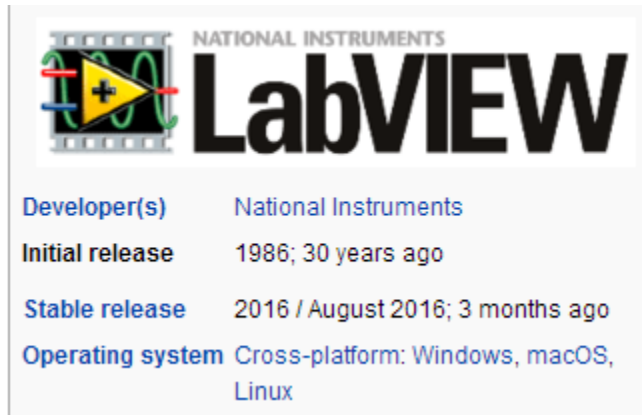 NATIONAL INSTRUMENTS
LabVIEW
Developer(s) National Instruments
Initial release 1986; 30 years ago
Stable release 2016 / August 2016; 3 months ago
Operating system Cross-platform: Windows, macOS,
Linux